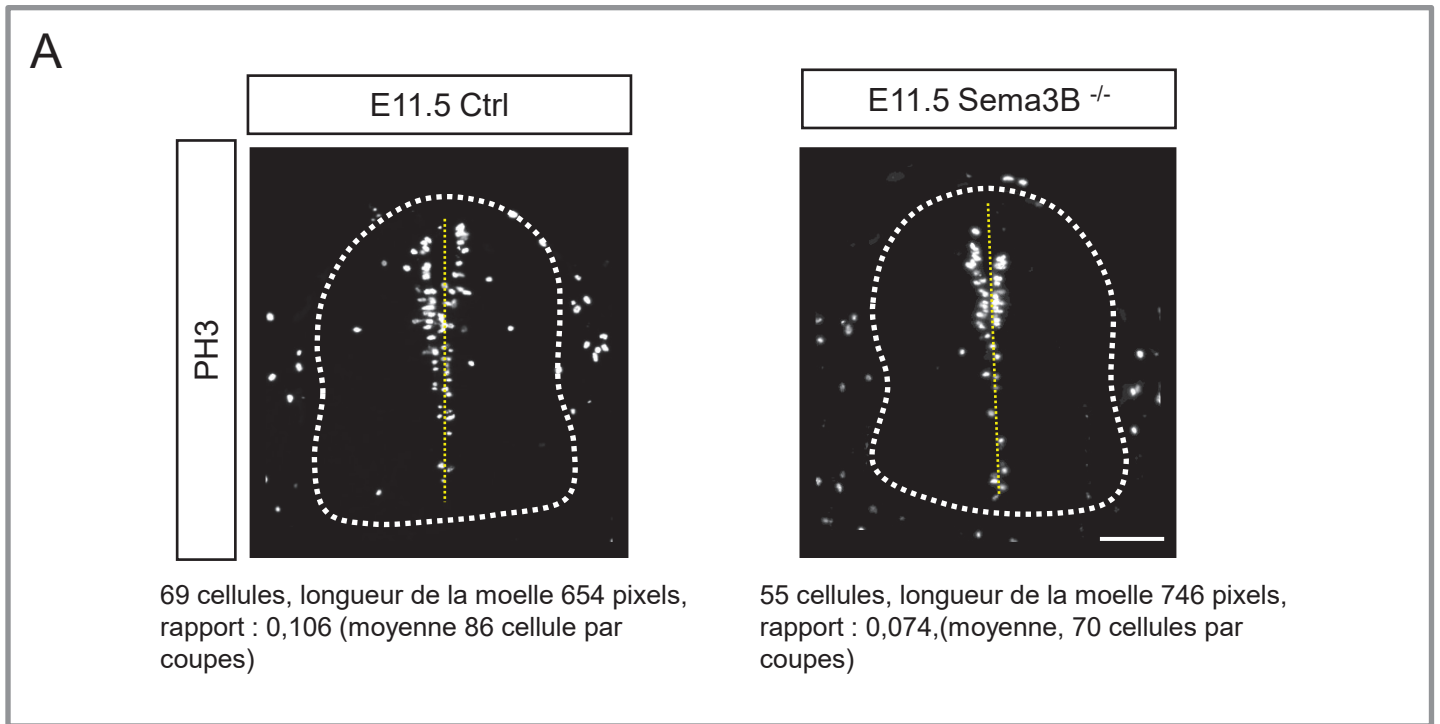 A
E11.5 Ctrl
E11.5 Sema3B -/-
PH3
69 cellules, longueur de la moelle 654 pixels,
rapport : 0,106 (moyenne 86 cellule par
coupes)
55 cellules, longueur de la moelle 746 pixels,
rapport : 0,074,(moyenne, 70 cellules par
coupes)